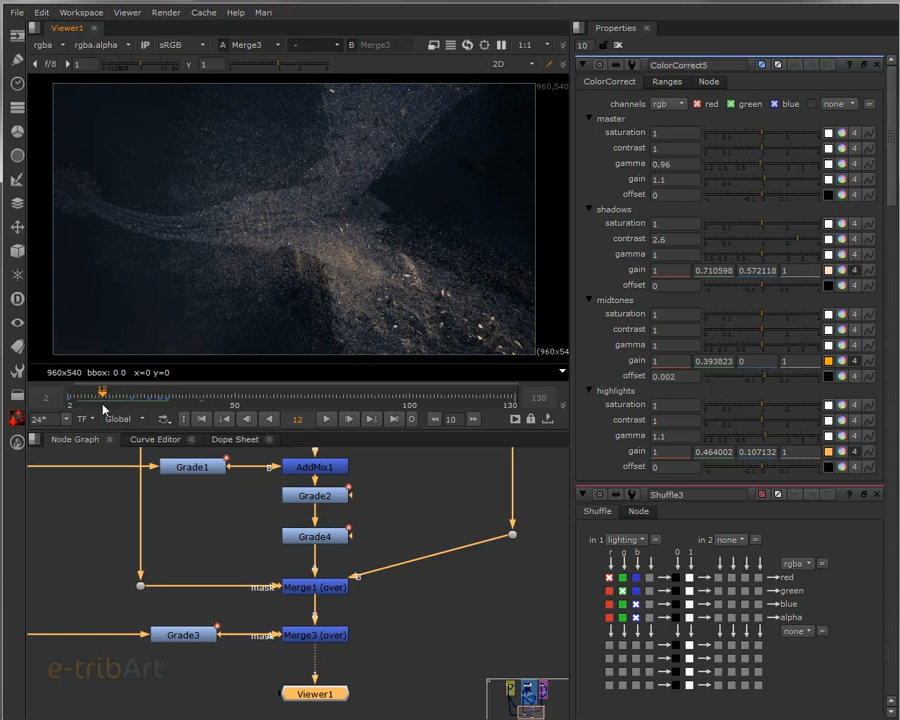 File Edit Workspace Viewer Render Cache Help Mari
Viewer1 ×
rgba rgba.alpha IP sRGB A Merge3 - B Merge3 1:1
f/8 1 y 1 2D
960,540
(960x54
960x540 bbox: 0 0 x=0 y=0
2 12 130
2 50 100 130
24* TF Global 12 10
Node Graph × Curve Editor × Dope Sheet ×
Grade1 B AddMix1
Grade2
Grade4
mask Merge1 (over) B
Grade3 mask Merge3 (over)
e-tribArt
Viewer1
Properties ×
10
ColorCorrect5
ColorCorrect Ranges Node
channels rgb red green blue none =
master
saturation 1
contrast 1
gamma 0.96
gain 1.1
offset 0
shadows
saturation 1
contrast 2.6
gamma 1
gain 1 0.710598 0.572118 1 4
offset 0
midtones
saturation 1
contrast 1
gamma 1
gain 1 0.393823 0 1 4
offset 0.002
highlights
saturation 1
contrast 1
gamma 1.1
gain 1 0.464002 0.107132 1 4
offset 0
Shuffle3
Shuffle Node
in 1 lighting = in 2 none =
r g b 0 1
rgba =
red
green
blue
alpha
none =